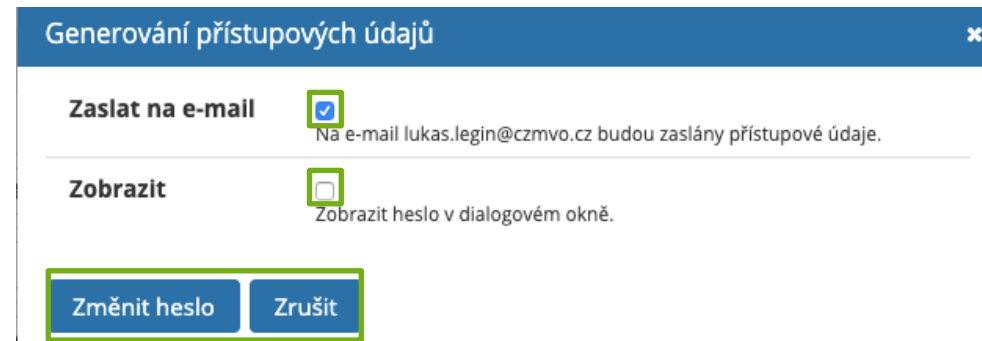 Generování přístupových údajů
Zaslat na e-mail
Na e-mail lukas.legin@czmvo.cz budou zaslány přístupové údaje.
Zobrazit
Zobrazit heslo v dialogovém okně.
Změnit heslo Zrušit